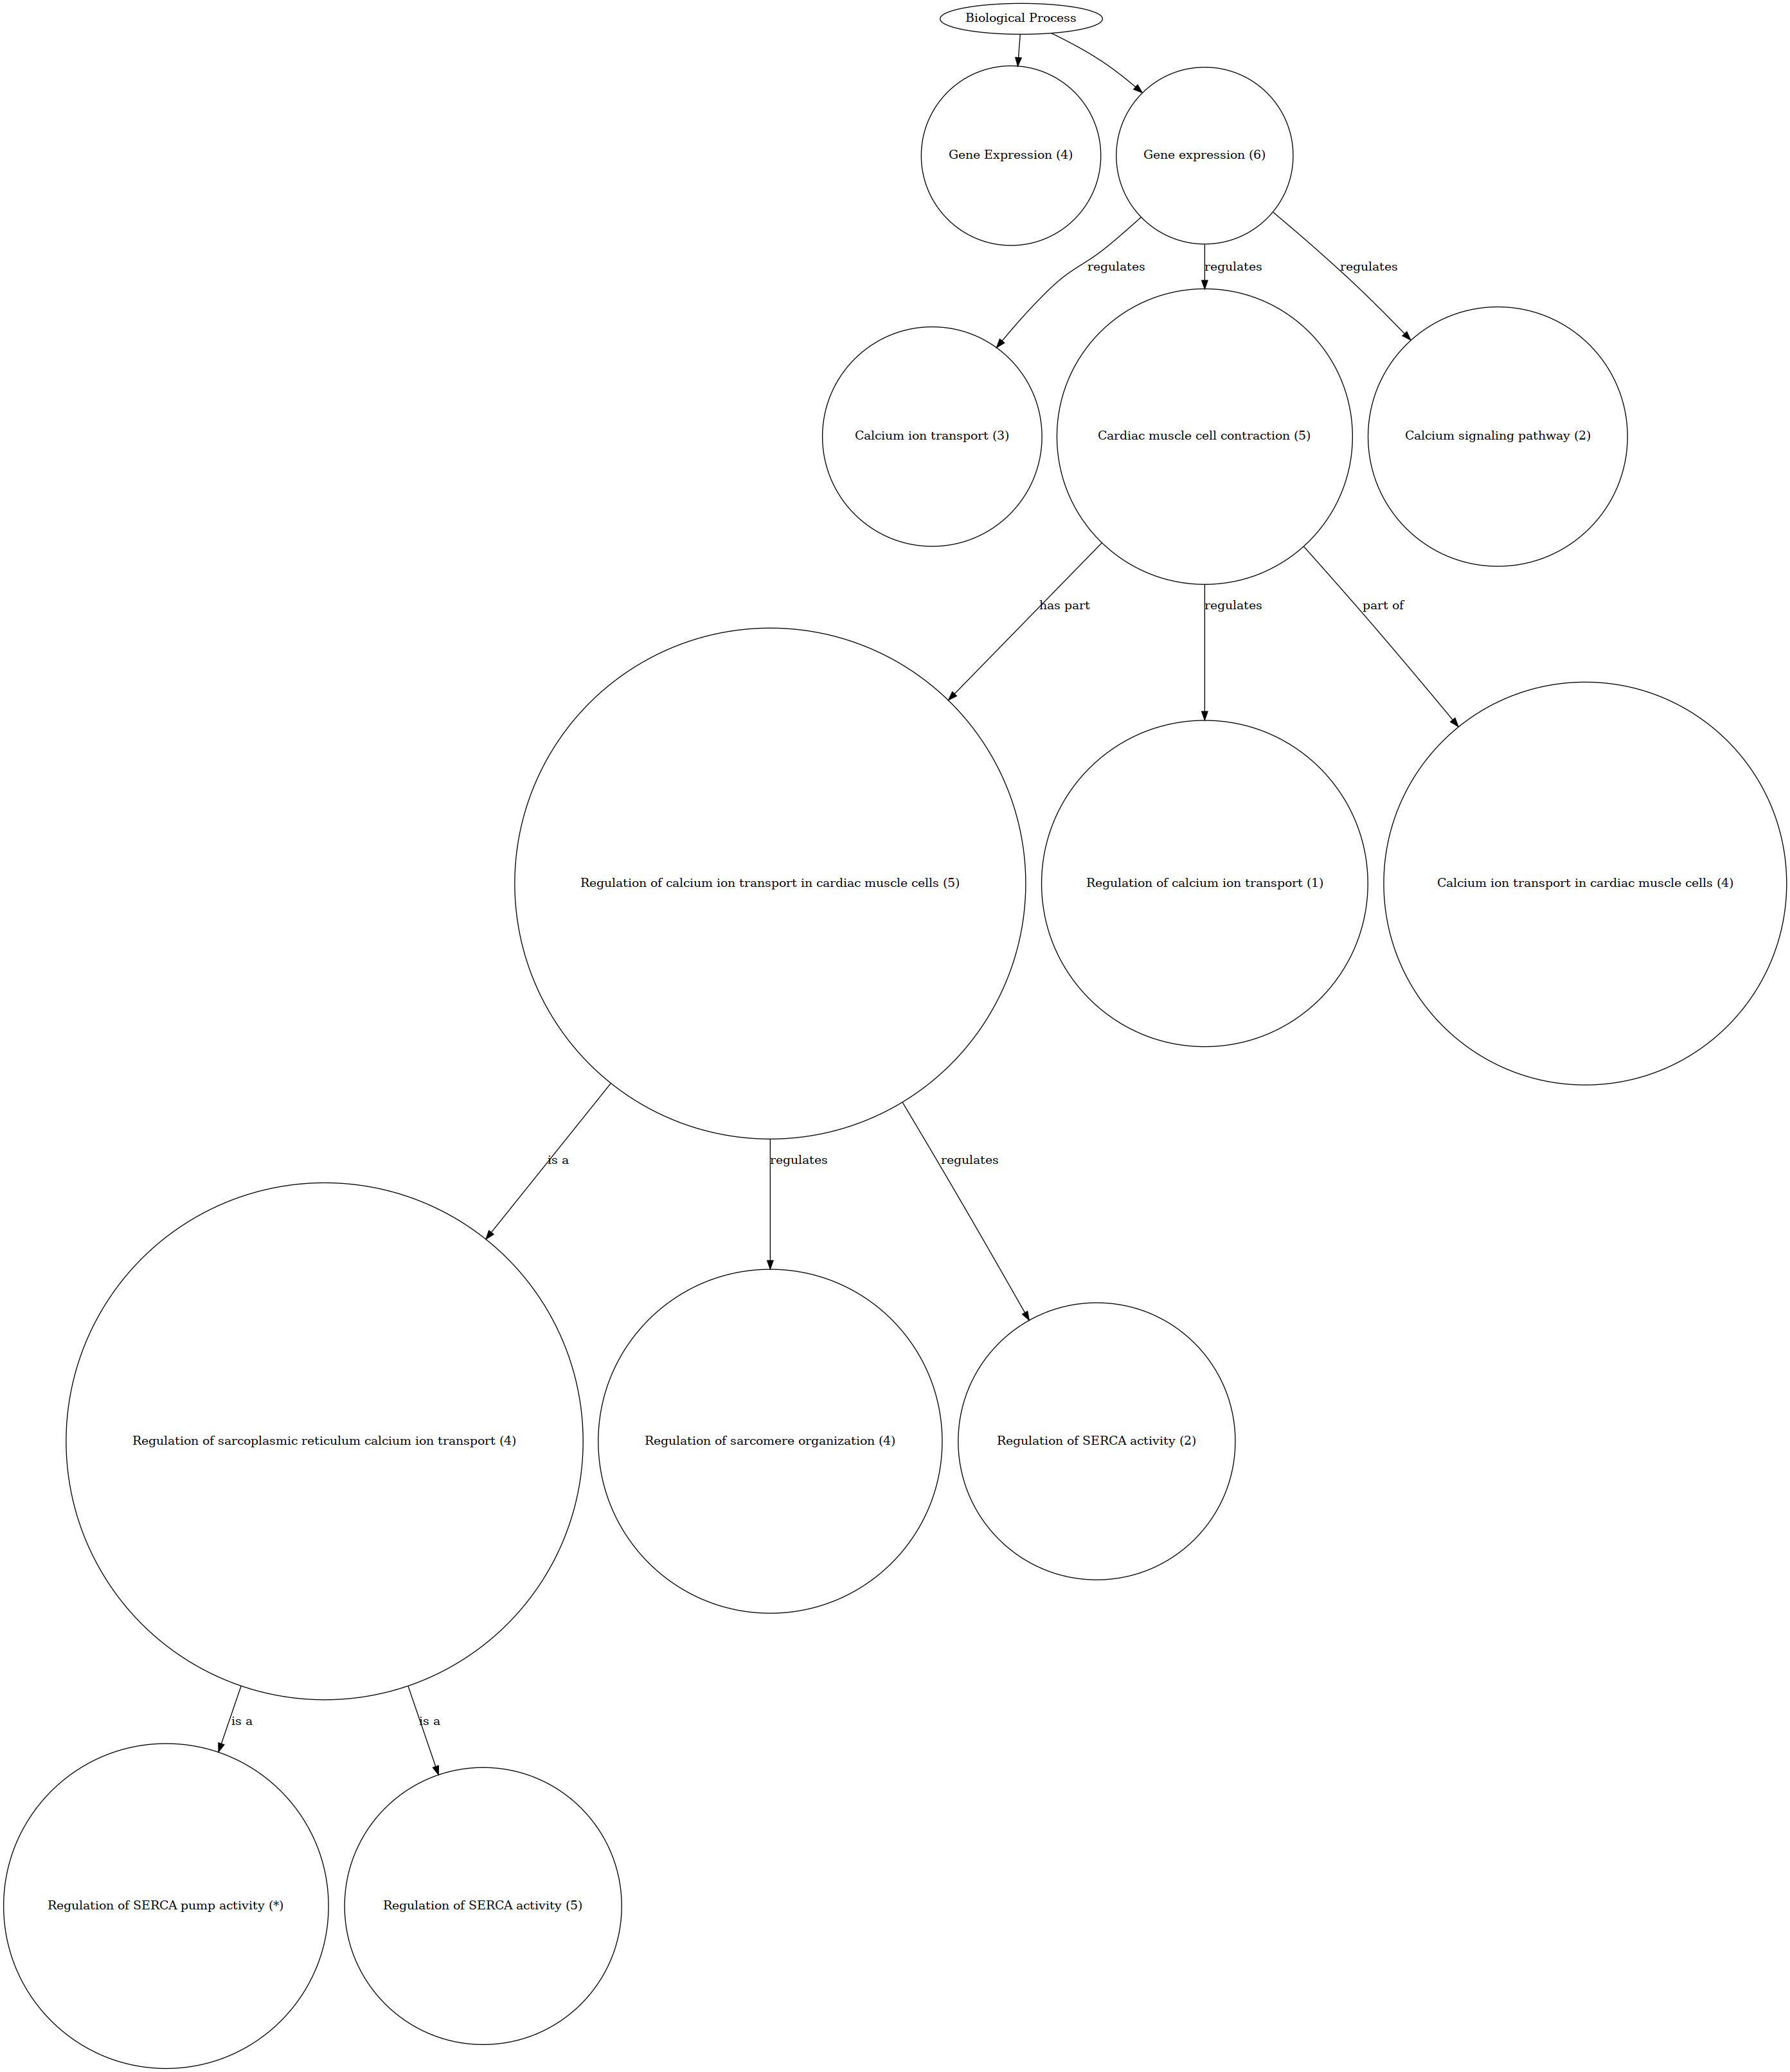 Biological Process
Gene Expression (4)
Gene expression (6)
regulates
regulates
regulates
Calcium ion transport (3)
Cardiac muscle cell contraction (5)
Calcium signaling pathway (2)
has part
regulates
part of
Regulation of calcium ion transport in cardiac muscle cells (5)
Regulation of calcium ion transport (1)
Calcium ion transport in cardiac muscle cells (4)
is a
regulates
regulates
Regulation of sarcoplasmic reticulum calcium ion transport (4)
Regulation of sarcomere organization (4)
Regulation of SERCA activity (2)
is a
is a
Regulation of SERCA pump activity (*)
Regulation of SERCA activity (5)